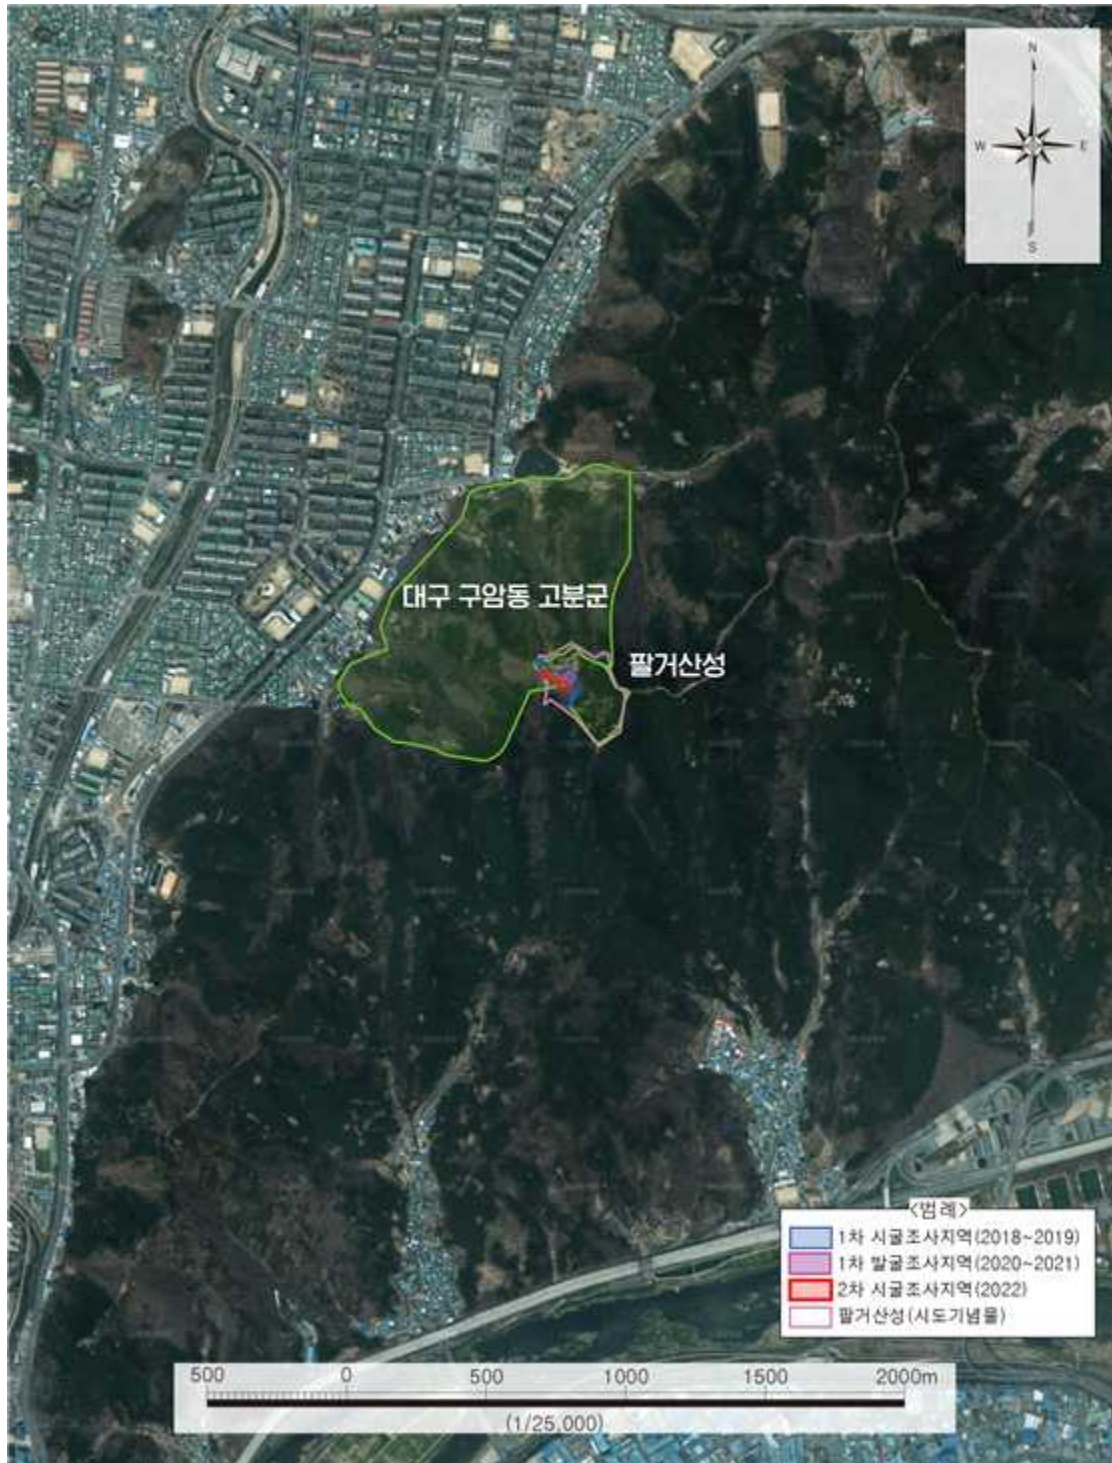 N
W
E
S
대구 구암동 고분군
팔거산성
<범례>
1차 시굴조사지역(2018~2019)
1차 발굴조사지역(2020~2021)
2차 시굴조사지역(2022)
팔거산성(시도기념물)
500 0 500 1000 1500 2000m
(1/25,000)